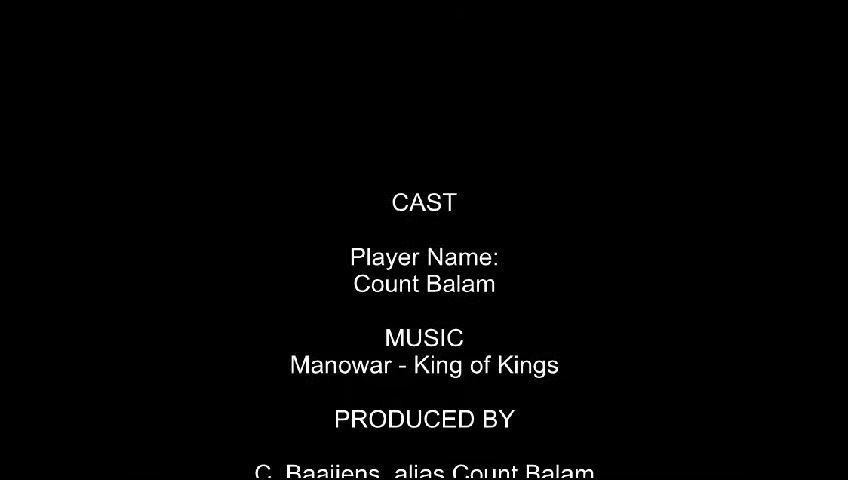 CAST
Player Name:
Count Balam
MUSIC
Manowar - King of Kings
PRODUCED BY
C. Baaijens, alias Count Balam